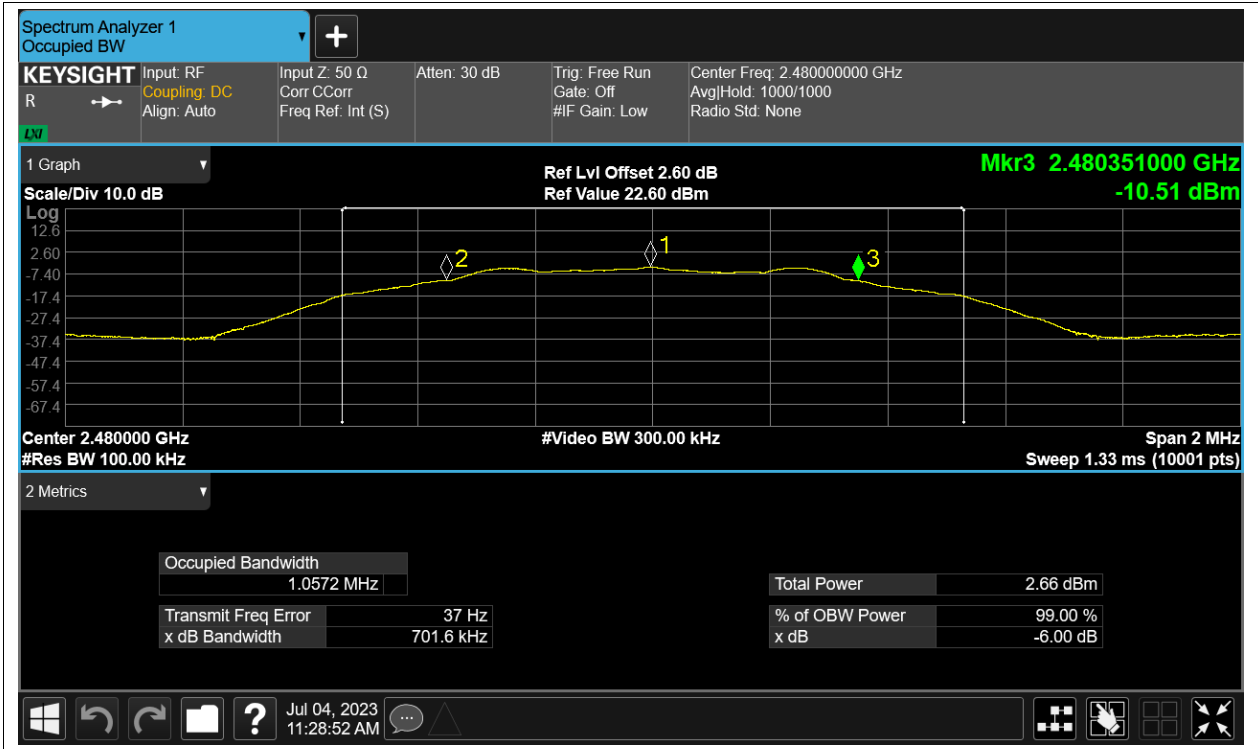 Spectrum Analyzer 1
Occupied BW
KEYSIGHT
R
LXI
Input: RF
Coupling: DC
Align: Auto
Input Z: 50 Ω
Corr CCorr
Freq Ref: Int (S)
Atten: 30 dB
Trig: Free Run
Gate: Off
#IF Gain: Low
Center Freq: 2.480000000 GHz
Avg|Hold: 1000/1000
Radio Std: None
1 Graph
Scale/Div 10.0 dB
Ref Lvl Offset 2.60 dB
Ref Value 22.60 dBm
Mkr3 2.480351000 GHz
-10.51 dBm
Log
12.6
2.60
-7.40
-17.4
-27.4
-37.4
-47.4
-57.4
-67.4
2
1
3
Center 2.480000 GHz
#Res BW 100.00 kHz
#Video BW 300.00 kHz
Span 2 MHz
Sweep 1.33 ms (10001 pts)
2 Metrics
Occupied Bandwidth
1.0572 MHz
Transmit Freq Error 37 Hz
x dB Bandwidth 701.6 kHz
Total Power 2.66 dBm
% of OBW Power 99.00 %
x dB -6.00 dB
?
Jul 04, 2023
11:28:52 AM